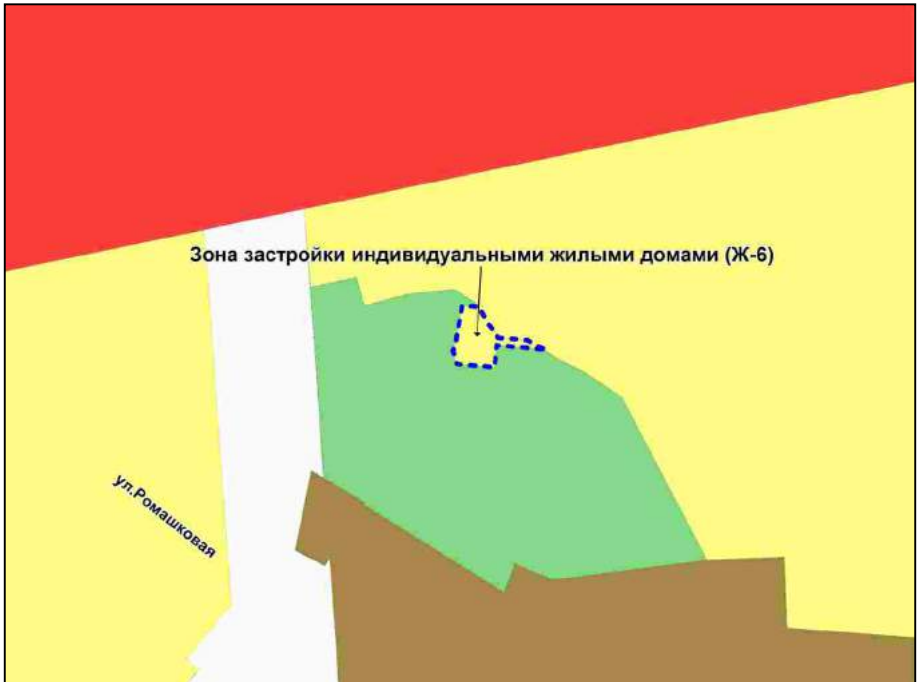 Зона застройки индивидуальными жилыми домами (Ж-6)
ул.Ромашковая